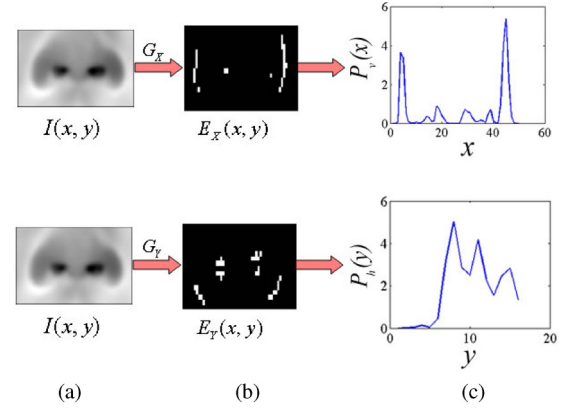 G_X
I(x, y)
E_X(x, y)
P_v(x)
6
4
2
0
0 20 40 60
x
G_Y
I(x, y)
E_Y(x, y)
P_h(y)
6
4
2
0
0 10 20
y
(a) (b) (c)